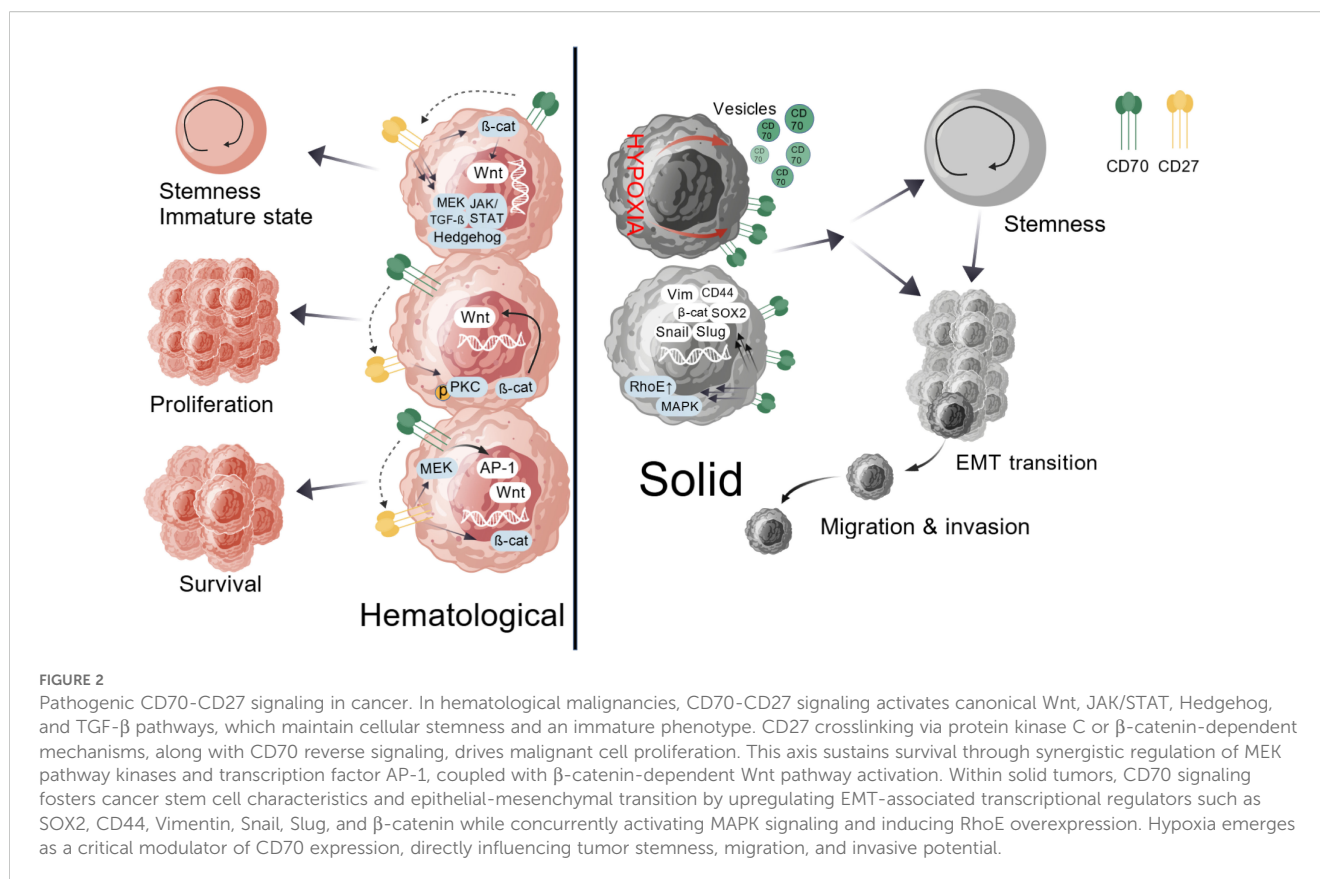 Stemness
Immature state
Proliferation
Survival
ß-cat
Wnt
MEK
JAK/
STAT
TGF-ß
Hedgehog
Wnt
p
PKC
ß-cat
MEK
AP-1
Wnt
ß-cat
Hematological
Vesicles
CD
70
CD
70
CD
70
CD
70
CD
70
HYPOXIA
Vim
CD44
β-cat
SOX2
Snail
Slug
RhoE↑
MAPK
Solid
Stemness
EMT transition
Migration & invasion
CD70
CD27
FIGURE 2
Pathogenic CD70-CD27 signaling in cancer. In hematological malignancies, CD70-CD27 signaling activates canonical Wnt, JAK/STAT, Hedgehog,
and TGF-β pathways, which maintain cellular stemness and an immature phenotype. CD27 crosslinking via protein kinase C or β-catenin-dependent
mechanisms, along with CD70 reverse signaling, drives malignant cell proliferation. This axis sustains survival through synergistic regulation of MEK
pathway kinases and transcription factor AP-1, coupled with β-catenin-dependent Wnt pathway activation. Within solid tumors, CD70 signaling
fosters cancer stem cell characteristics and epithelial-mesenchymal transition by upregulating EMT-associated transcriptional regulators such as
SOX2, CD44, Vimentin, Snail, Slug, and β-catenin while concurrently activating MAPK signaling and inducing RhoE overexpression. Hypoxia emerges
as a critical modulator of CD70 expression, directly influencing tumor stemness, migration, and invasive potential.